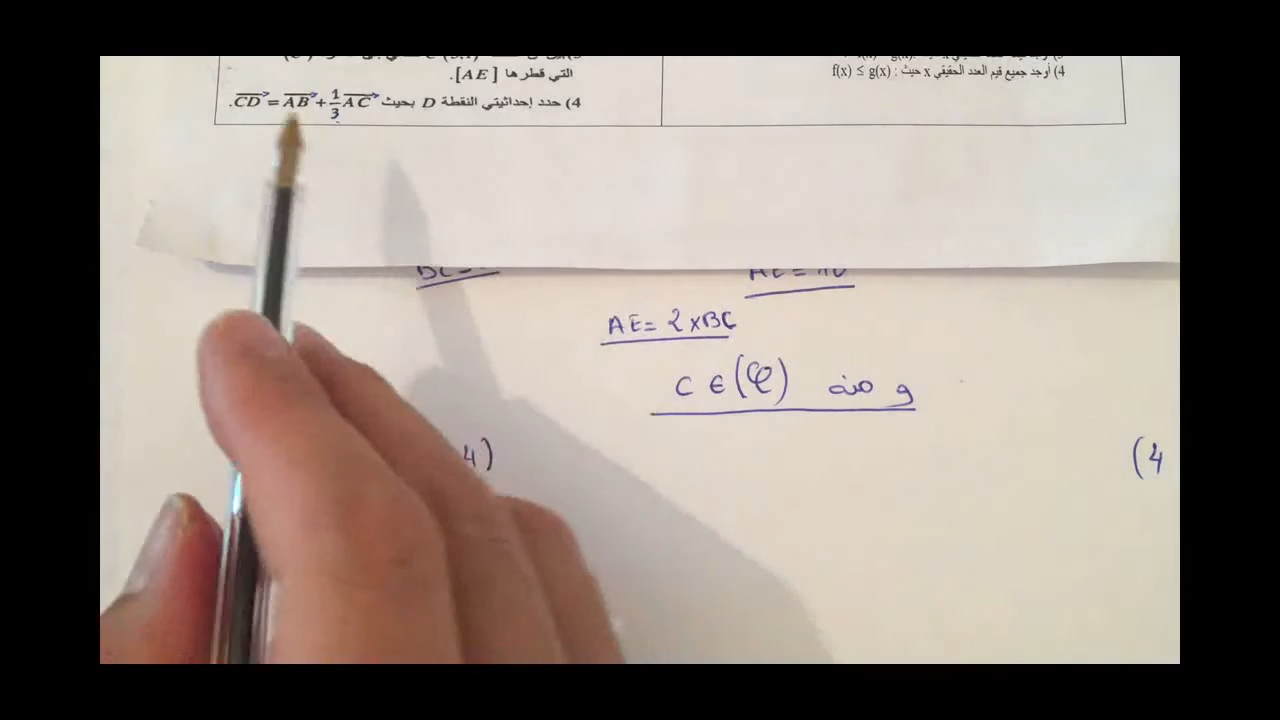 4) أوجد جميع قيم العدد الحقيقي x حيث : f(x) ≤ g(x)
التي قطرها [AE].
4) حدد إحداثيتي النقطة D بحيث CD = AB + 1/3 AC.
AE = 2 x BC
و منه C ∈ (φ)
(4
4)